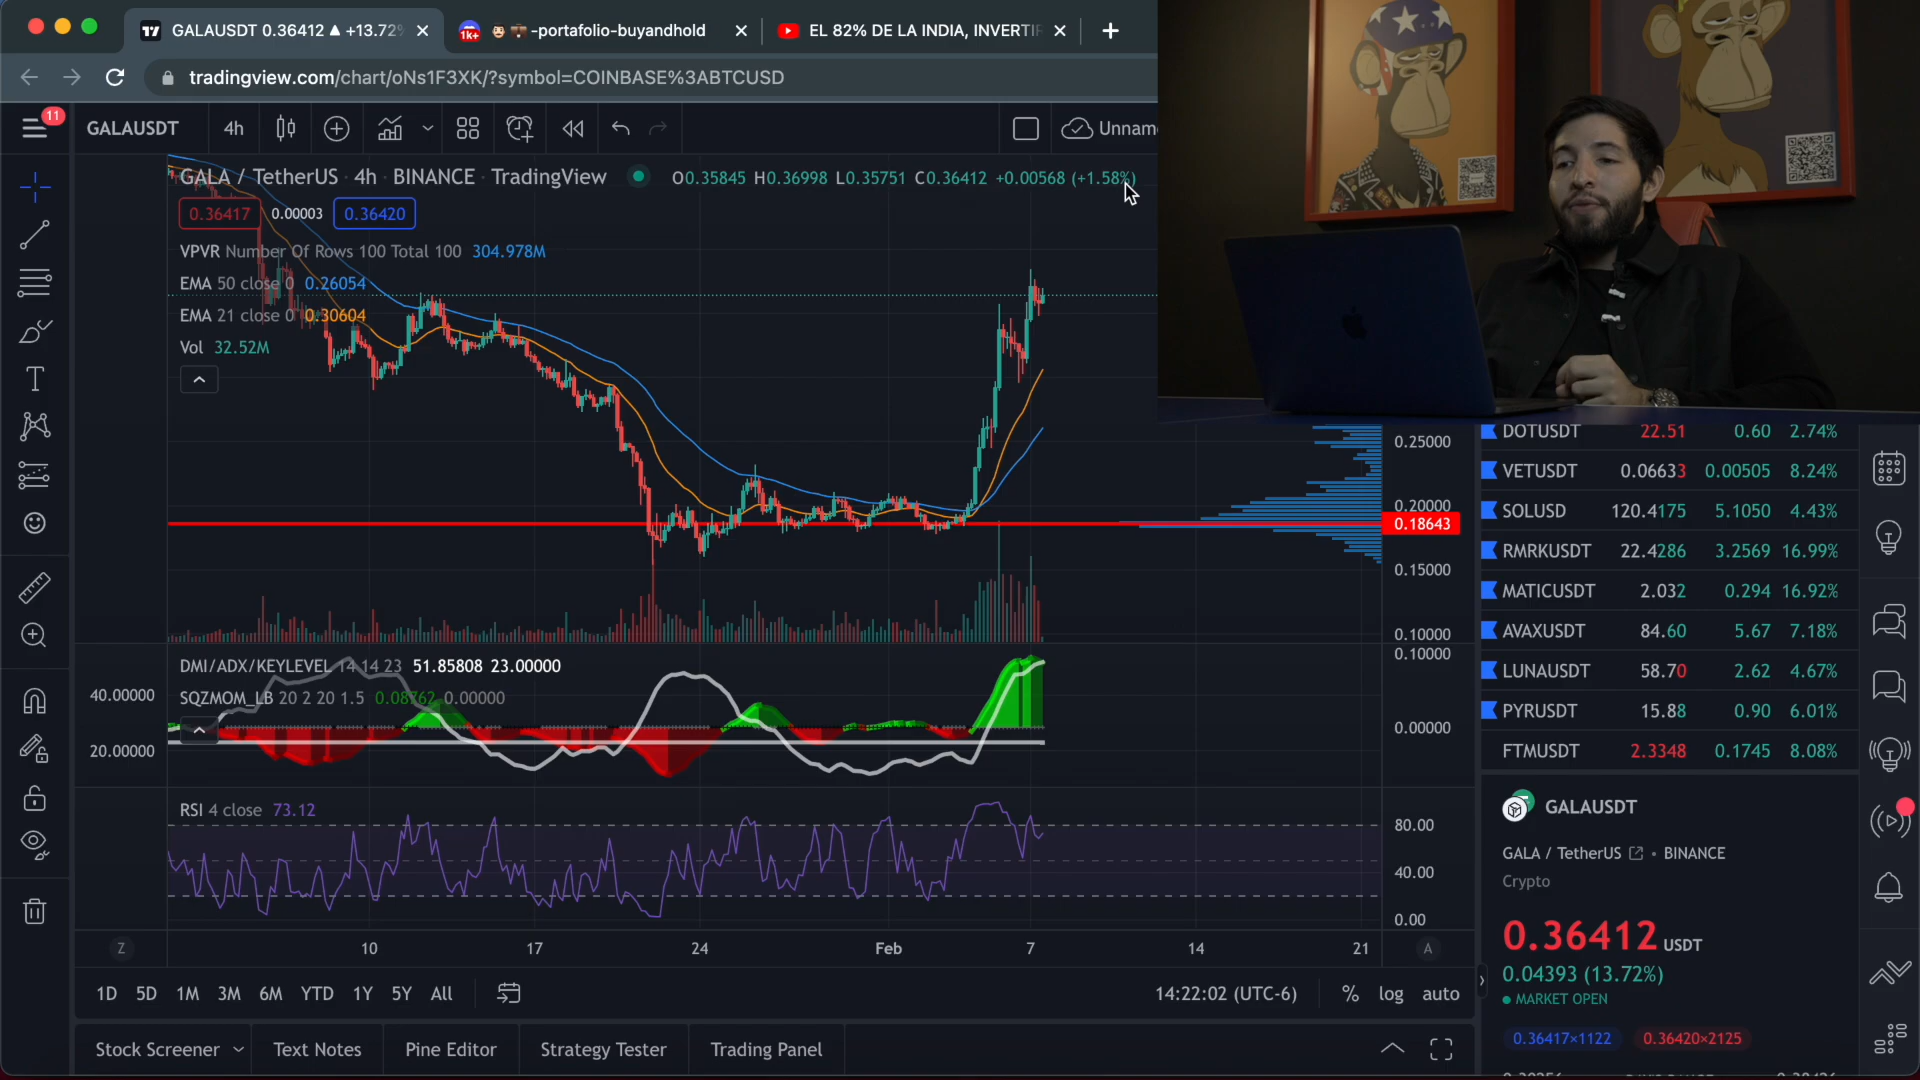 GALAUSDT 0.36412 ▲ +13.72%
1k+ -portafolio-buyandhold
EL 82% DE LA INDIA, INVERTIR
tradingview.com/chart/oNs1F3XK/?symbol=COINBASE%3ABTCUSD
11
GALAUSDT 4h
GALA / TetherUS · 4h · BINANCE · TradingView O0.35845 H0.36998 L0.35751 C0.36412 +0.00568 (+1.58%)
0.36417 0.00003 0.36420
VPVR Number Of Rows 100 Total 100 304.978M
EMA 50 close 0 0.26054
EMA 21 close 0 0.30604
Vol 32.52M
0.25000
0.20000
0.18643
0.15000
0.10000
DMI/ADX/KEYLEVEL 14 14 23 51.85808 23.00000
SQZMOM_LB 20 2 20 1.5 0.08762 0.00000
40.00000
20.00000
0.10000
0.00000
RSI 4 close 73.12
80.00
40.00
0.00
Z 10 17 24 Feb 7 14 21 A
1D 5D 1M 3M 6M YTD 1Y 5Y All
14:22:02 (UTC-6) % log auto
Stock Screener Text Notes Pine Editor Strategy Tester Trading Panel
DOTUSDT 22.51 0.60 2.74%
VETUSDT 0.06633 0.00505 8.24%
SOLUSD 120.4175 5.1050 4.43%
RMRKUSDT 22.4286 3.2569 16.99%
MATICUSDT 2.032 0.294 16.92%
AVAXUSDT 84.60 5.67 7.18%
LUNAUSDT 58.70 2.62 4.67%
PYRUSDT 15.88 0.90 6.01%
FTMUSDT 2.3348 0.1745 8.08%
GALAUSDT
GALA / TetherUS • BINANCE
Crypto
0.36412 USDT
0.04393 (13.72%)
MARKET OPEN
0.36417×1122 0.36420×2125